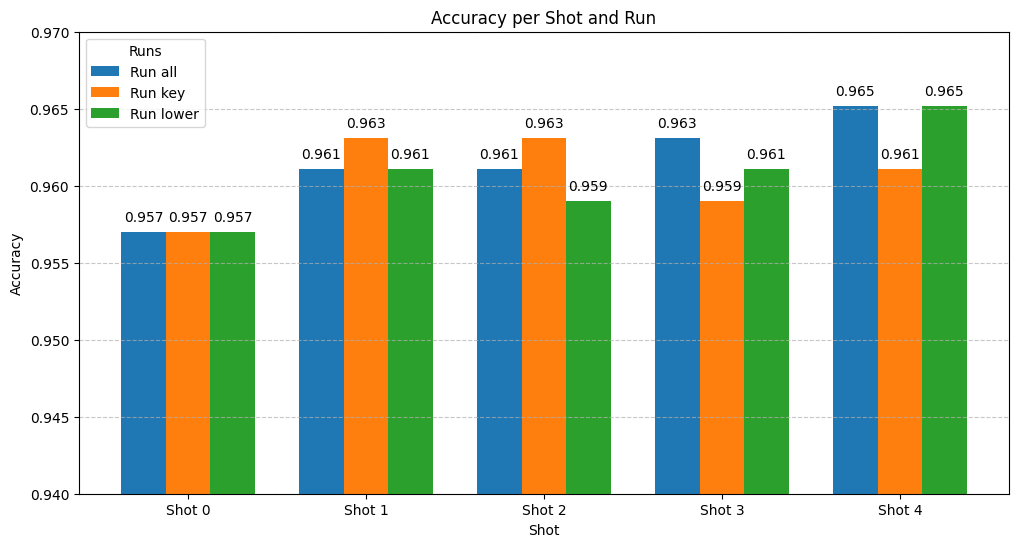 Accuracy per Shot and Run
Accuracy
0.970
0.965
0.960
0.955
0.950
0.945
0.940
Runs
Run all
Run key
Run lower
0.957 0.957 0.957
0.961 0.963 0.961
0.961 0.963 0.959
0.963 0.959 0.961
0.965 0.961 0.965
Shot 0 Shot 1 Shot 2 Shot 3 Shot 4
Shot